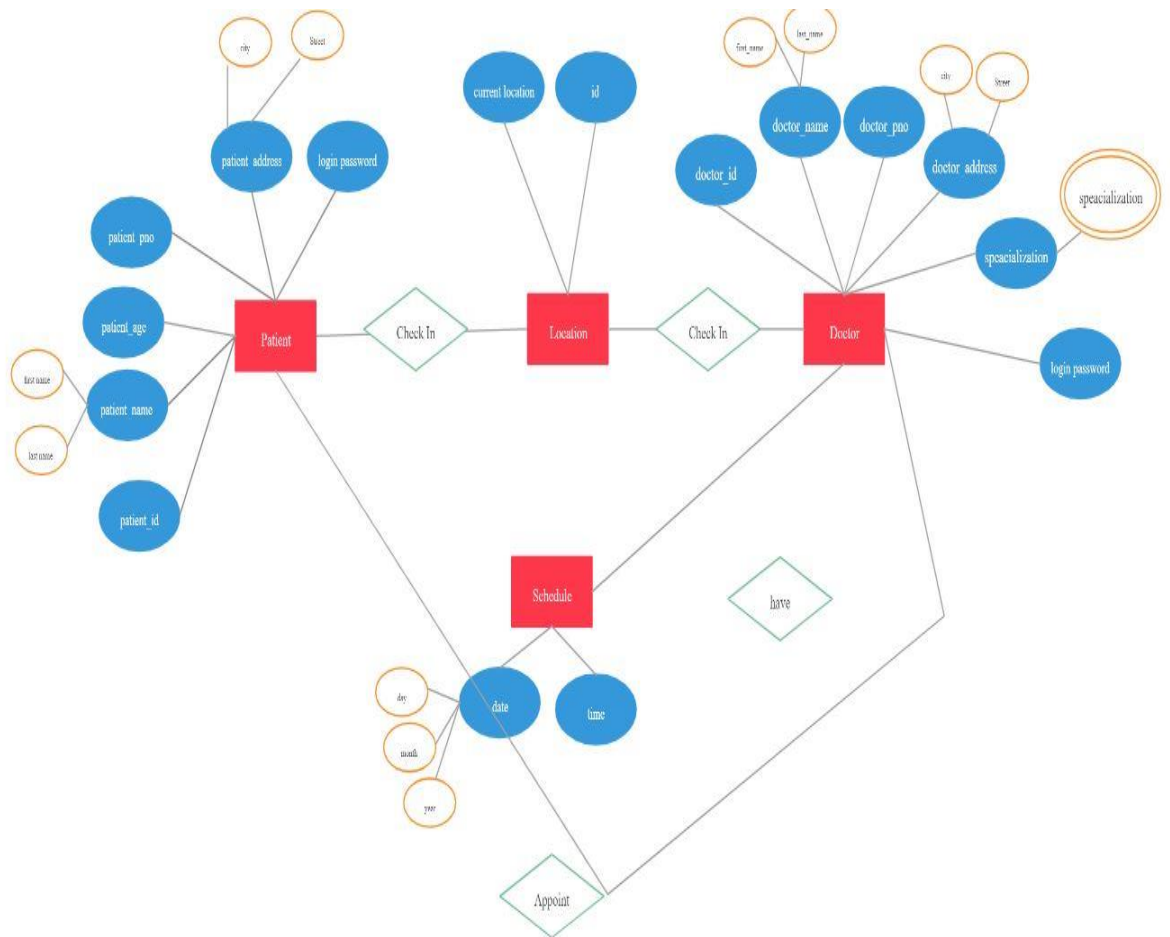 city
Street
first_name
last_name
current location
id
doctor_name
doctor_pno
city
Street
patient_address
login password
doctor_id
doctor_address
speacialization
patient_pno
speacialization
patient_age
Patient
Check In
Location
Check In
Doctor
login password
first name
patient_name
last name
patient_id
Schedule
have
day
date
time
month
year
Appoint